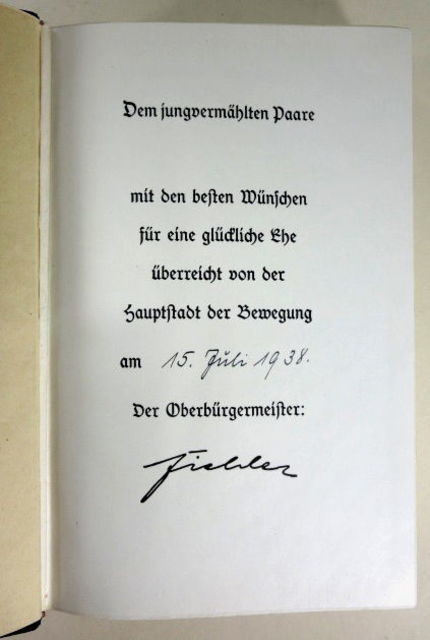 Dem jungvermählten Paare
mit den besten Wünschen
für eine glückliche Ehe
überreicht von der
Hauptstadt der Bewegung
am 15. Juli 1938.
Der Oberbürgermeister:
Fiehler